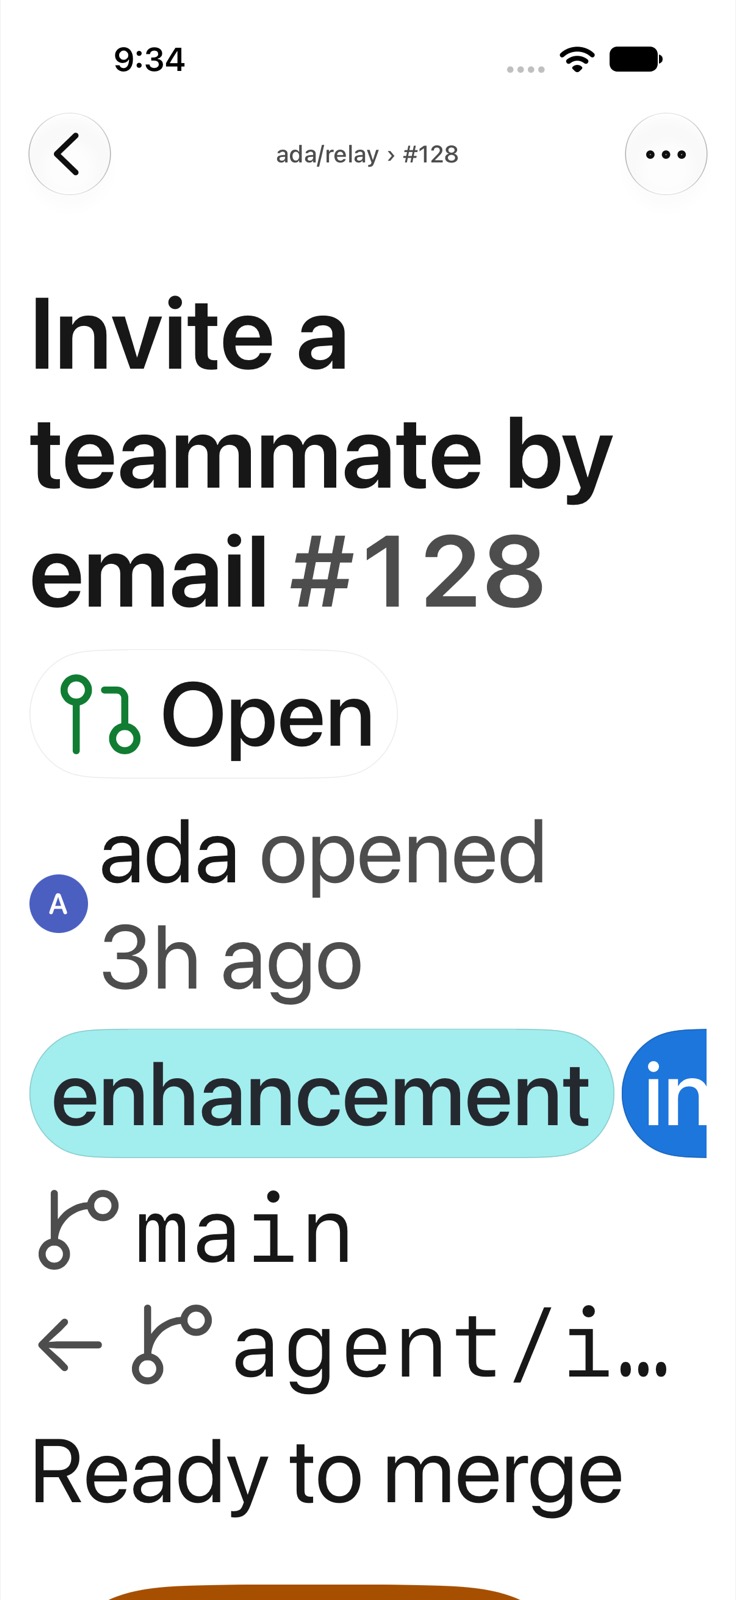 9:34
ada/relay › #128
Invite a
teammate by
email #128
Open
A
ada opened
3h ago
enhancement in
main
← agent/i…
Ready to merge